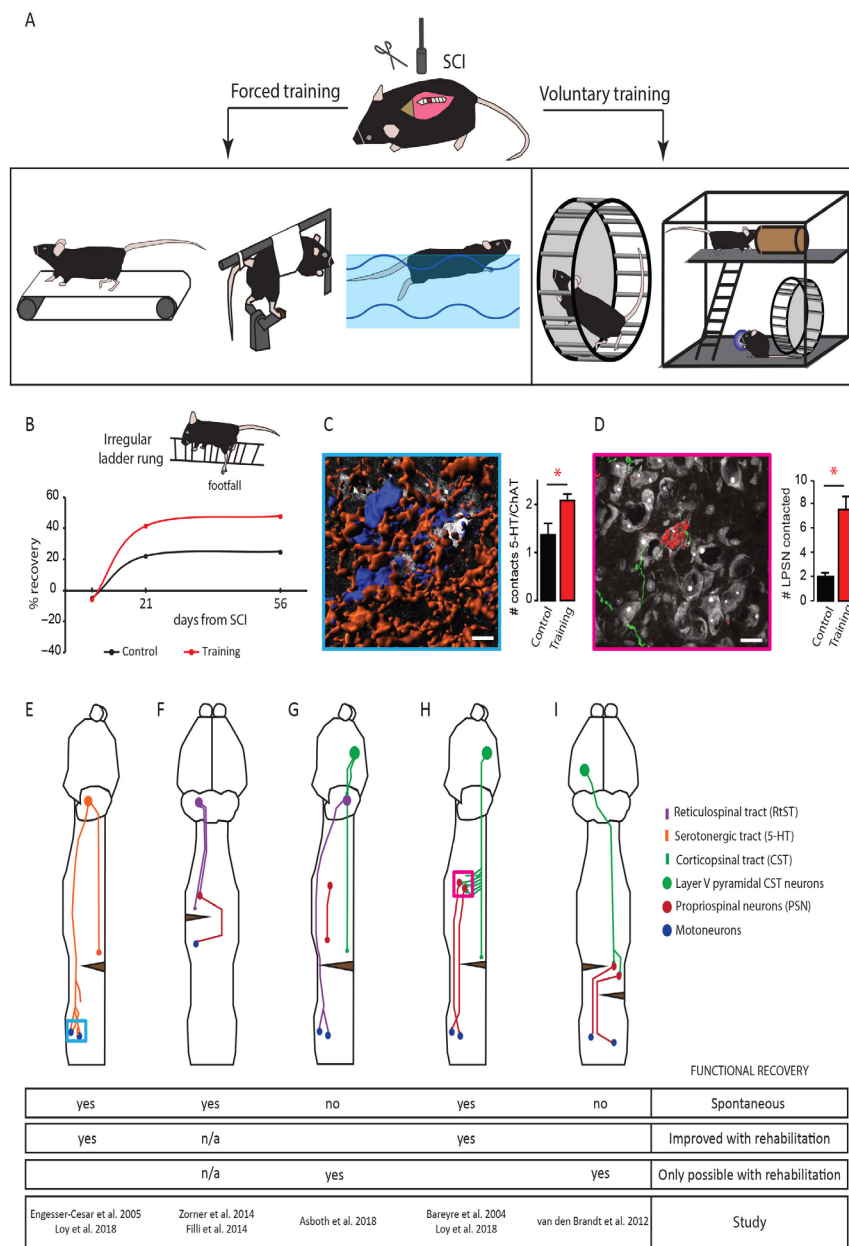 A
SCI
Forced training
Voluntary training
B
Irregular
ladder rung
footfall
% recovery
60
40
20
0
−20
−40
21
56
days from SCI
Control
Training
C
# contacts 5-HT/ChAT
2
1
0
*
Control
Training
D
# LPSN contacted
10
8
6
4
2
0
*
Control
Training
E
F
G
H
I
Reticulospinal tract (RtST)
Serotonergic tract (5-HT)
Corticopsinal tract (CST)
Layer V pyramidal CST neurons
Propriospinal neurons (PSN)
Motoneurons
FUNCTIONAL RECOVERY
yes yes no yes no Spontaneous
yes n/a yes Improved with rehabilitation
n/a yes yes Only possible with rehabilitation
Engesser-Cesar et al. 2005
Loy et al. 2018
Zorner et al. 2014
Filli et al. 2014
Asboth et al. 2018
Bareyre et al. 2004
Loy et al. 2018
van den Brandt et al. 2012
Study